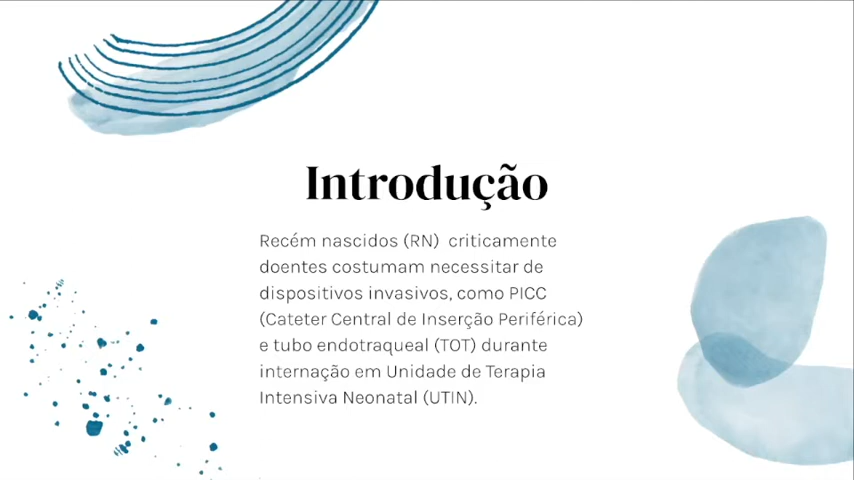 Introdução
Recém nascidos (RN) criticamente
doentes costumam necessitar de
dispositivos invasivos, como PICC
(Cateter Central de Inserção Periférica)
e tubo endotraqueal (TOT) durante
internação em Unidade de Terapia
Intensiva Neonatal (UTIN).